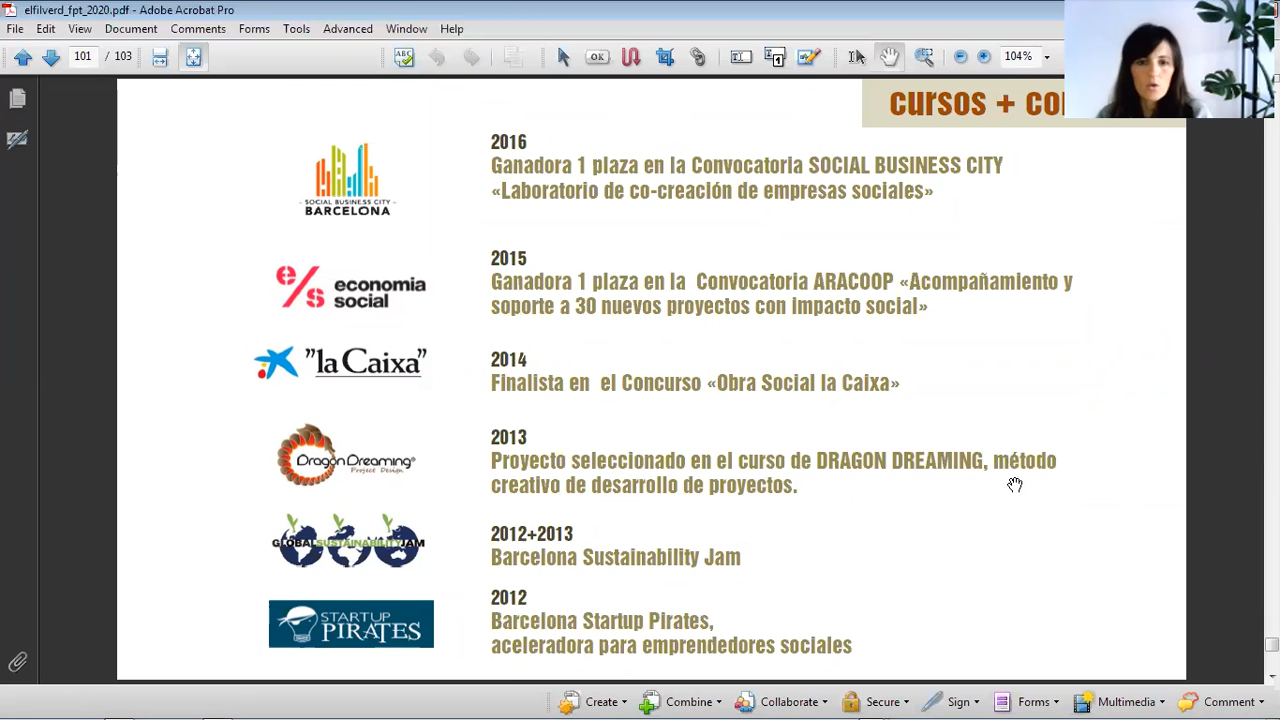 elfilverd_fpt_2020.pdf - Adobe Acrobat Pro
File Edit View Document Comments Forms Tools Advanced Window Help
101 / 103
OK
104%
cursos +
2016
Ganadora 1 plaza en la Convocatoria SOCIAL BUSINESS CITY
«Laboratorio de co-creación de empresas sociales»
- SOCIAL BUSINESS CITY -
BARCELONA
2015
Ganadora 1 plaza en la Convocatoria ARACOOP «Acompañamiento y
soporte a 30 nuevos proyectos con impacto social»
e/s economia
social
"la Caixa"
2014
Finalista en el Concurso «Obra Social la Caixa»
2013
Proyecto seleccionado en el curso de DRAGON DREAMING, método
creativo de desarrollo de proyectos.
Dragon Dreaming®
Project Design
2012+2013
Barcelona Sustainability Jam
GLOBALSUSTAINABILITYJAM
2012
Barcelona Startup Pirates,
aceleradora para emprendedores sociales
STARTUP
PIRATES
Create Combine Collaborate Secure Sign Forms Multimedia Comment